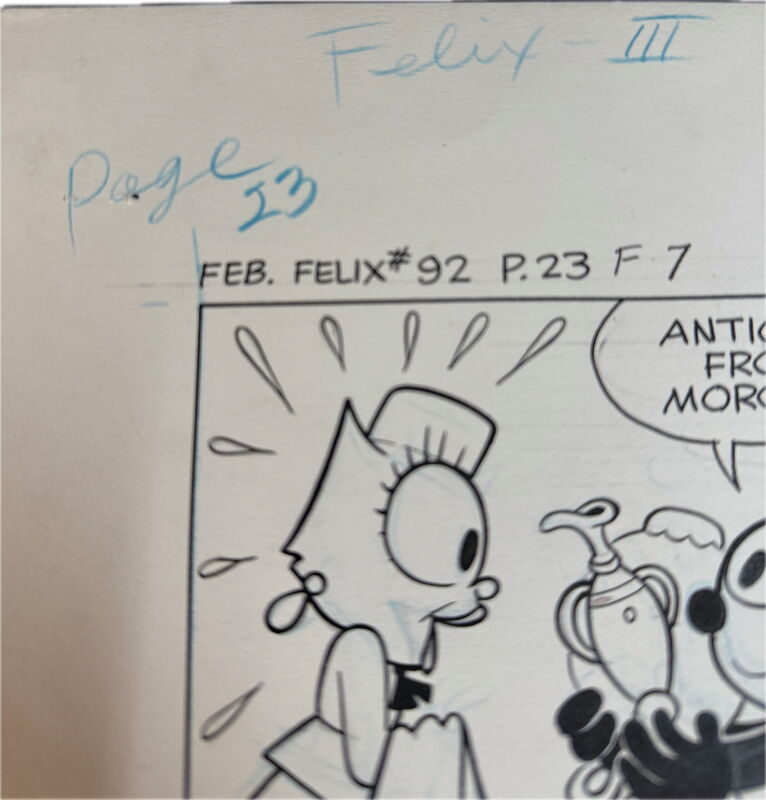 Felix - III
Page
23
FEB. FELIX #92 P.23 F 7